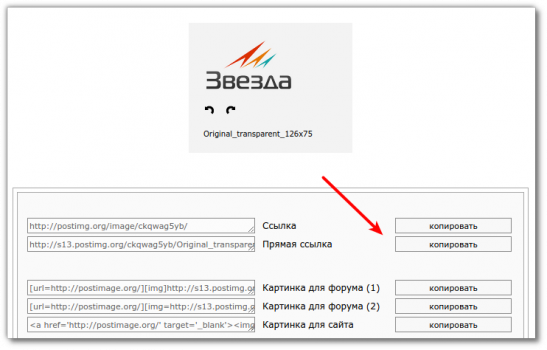 Звезда
Original_transparent_126x75
http://postimg.org/image/ckqwag5yb/ Ссылка копировать
http://s13.postimg.org/ckqwag5yb/Original_transpare Прямая ссылка копировать
[url=http://postimage.org/][img]http://s13.postimg.o Картинка для форума (1) копировать
[url=http://postimage.org/][img=http://s13.postimg.o Картинка для форума (2) копировать
<a href='http://postimage.org/' target='_blank'><img Картинка для сайта копировать